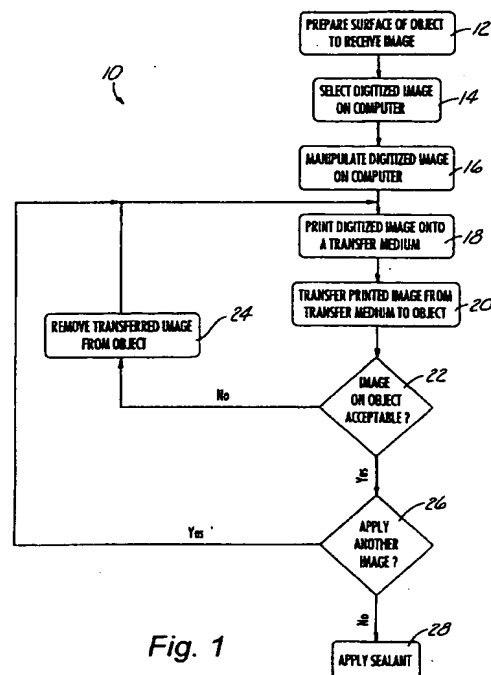 PREPARE SURFACE OF OBJECT
TO RECEIVE IMAGE
12
10
SELECT DIGITIZED IMAGE
ON COMPUTER
14
MANIPULATE DIGITIZED IMAGE
ON COMPUTER
16
PRINT DIGITIZED IMAGE ONTO
A TRANSFER MEDIUM
18
TRANSFER PRINTED IMAGE FROM
TRANSFER MEDIUM TO OBJECT
20
REMOVE TRANSFERRED IMAGE
FROM OBJECT
24
IMAGE
ON OBJECT
ACCEPTABLE ?
22
No
Yes
APPLY
ANOTHER
IMAGE ?
26
Yes
No
APPLY SEALANT
28
Fig. 1